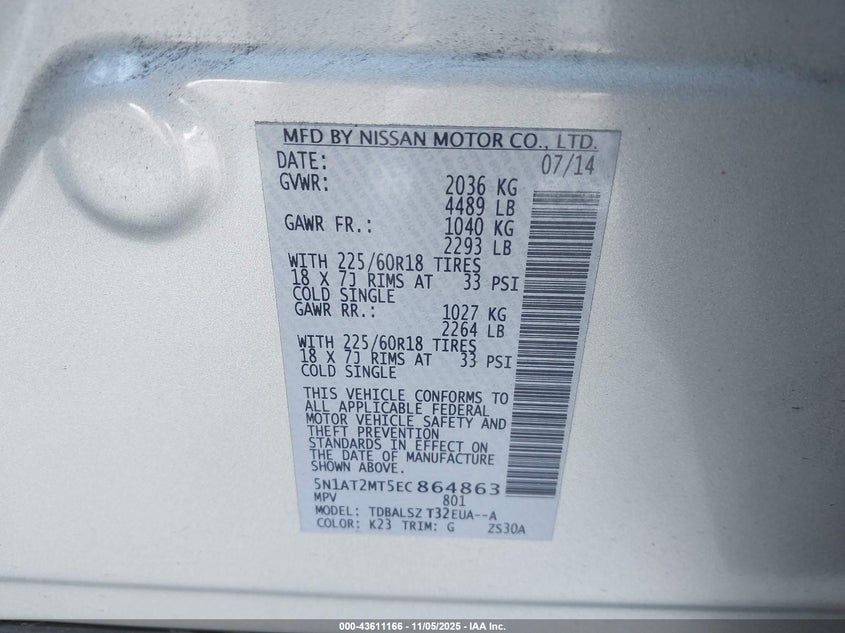 MFD BY NISSAN MOTOR CO., LTD.
DATE: 07/14
GVWR: 2036 KG
4489 LB
GAWR FR.: 1040 KG
2293 LB
WITH 225/60R18 TIRES
18 X 7J RIMS AT 33 PSI
COLD SINGLE
GAWR RR.: 1027 KG
2264 LB
WITH 225/60R18 TIRES
18 X 7J RIMS AT 33 PSI
COLD SINGLE
THIS VEHICLE CONFORMS TO
ALL APPLICABLE FEDERAL
MOTOR VEHICLE SAFETY AND
THEFT PREVENTION
STANDARDS IN EFFECT ON
THE DATE OF MANUFACTURE
SHOWN ABOVE.
5N1AT2MT5EC864863
MPV 801
MODEL: TDBALSZ T32EUA--A
COLOR: K23 TRIM: G ZS30A
000-43611166 - 11/05/2025 - IAA Inc.